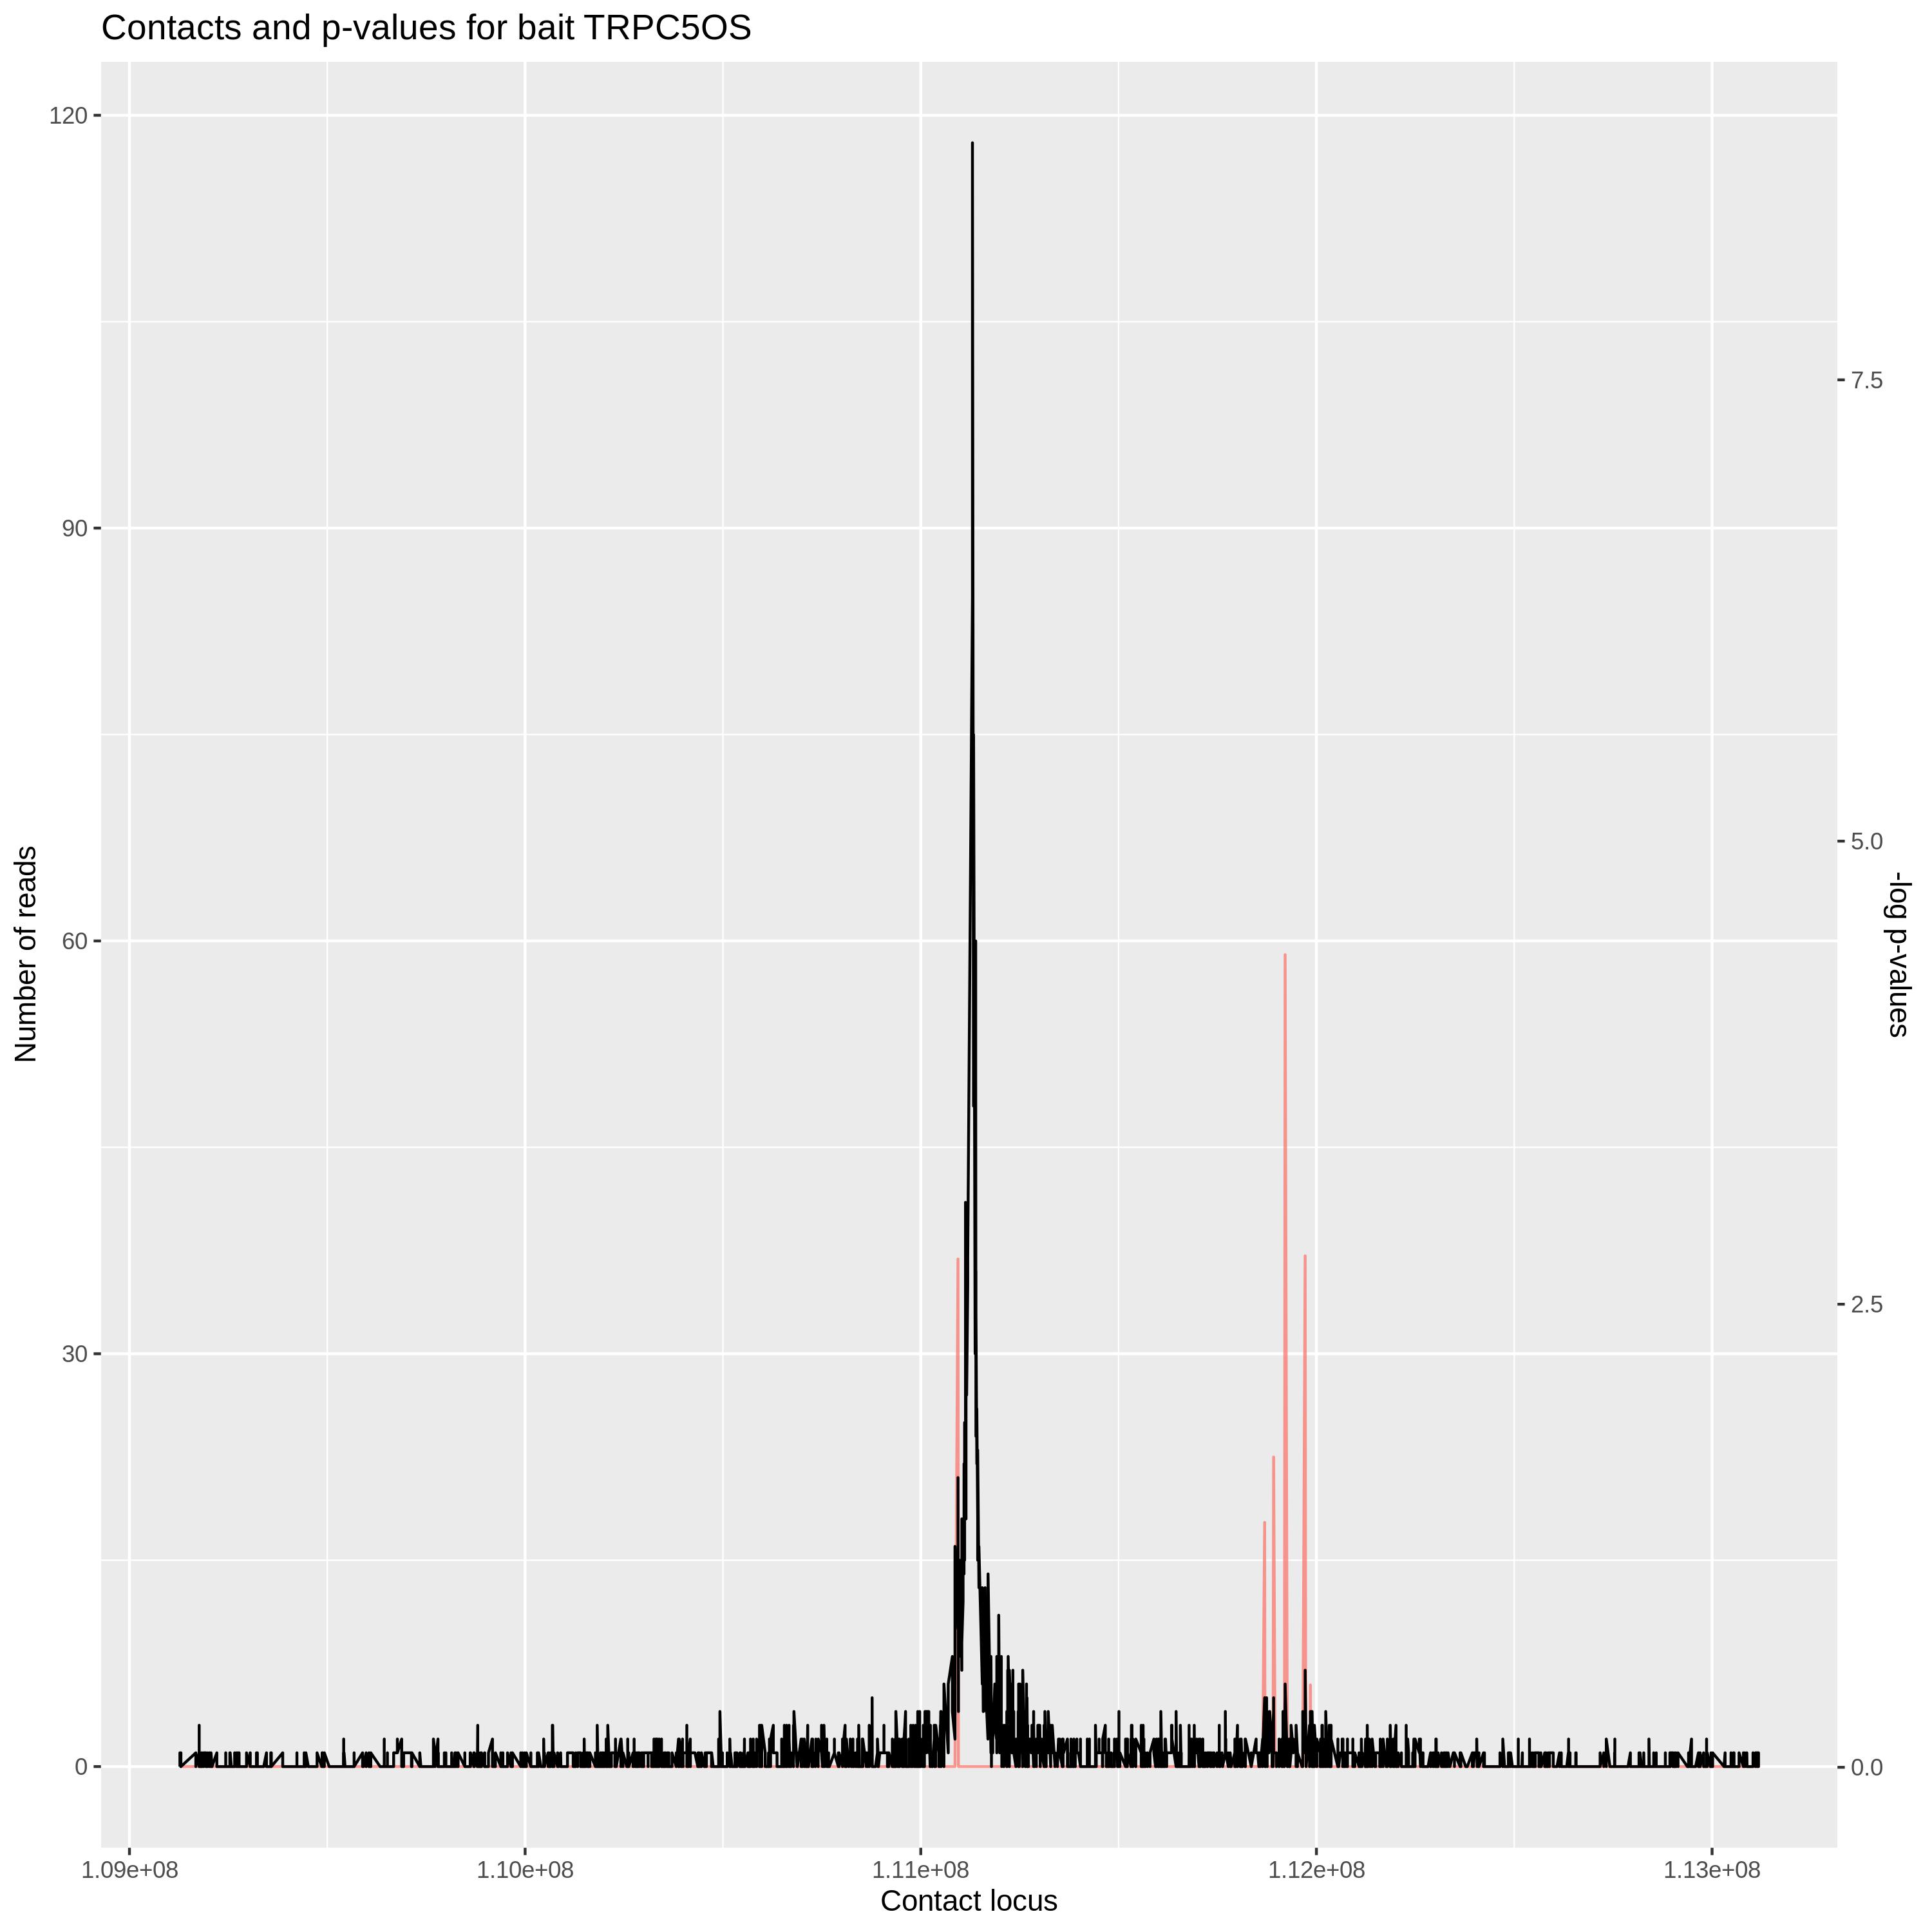 Contacts and p-values for bait TRPC5OS
120
90
60
30
0
Number of reads
7.5
5.0
2.5
0.0
-log p-values
1.09e+08
1.10e+08
1.11e+08
1.12e+08
1.13e+08
Contact locus